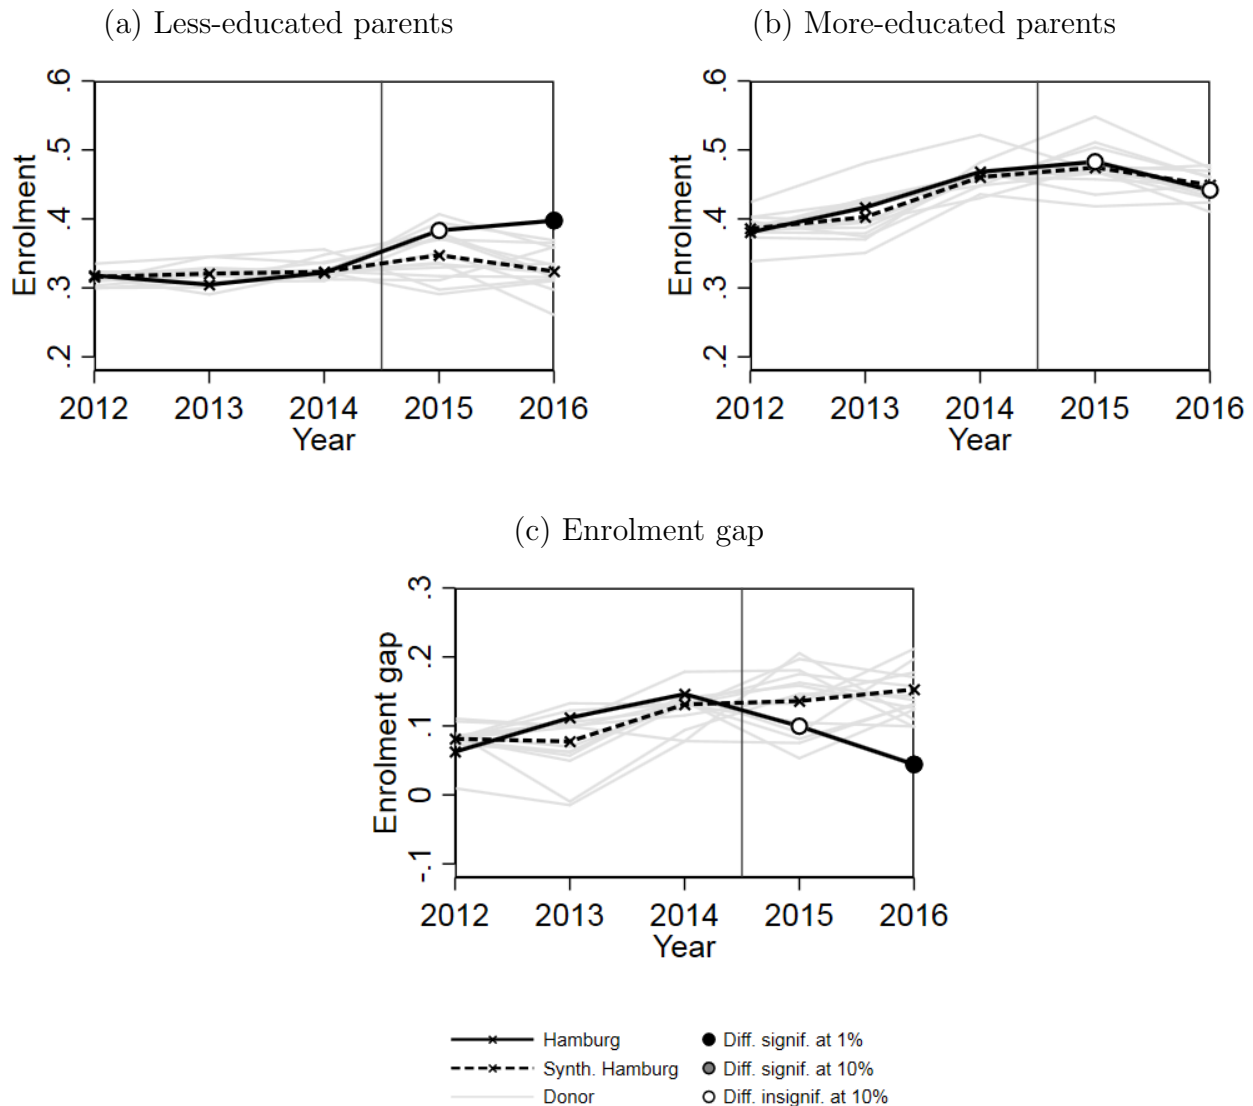 (a) Less-educated parents
Enrolment
.6
.5
.4
.3
.2
2012 2013 2014 2015 2016
Year
(b) More-educated parents
Enrolment
.6
.5
.4
.3
.2
2012 2013 2014 2015 2016
Year
(c) Enrolment gap
Enrolment gap
.3
.2
.1
0
-.1
2012 2013 2014 2015 2016
Year
Hamburg
Synth. Hamburg
Donor
Diff. signif. at 1%
Diff. signif. at 10%
Diff. insignif. at 10%